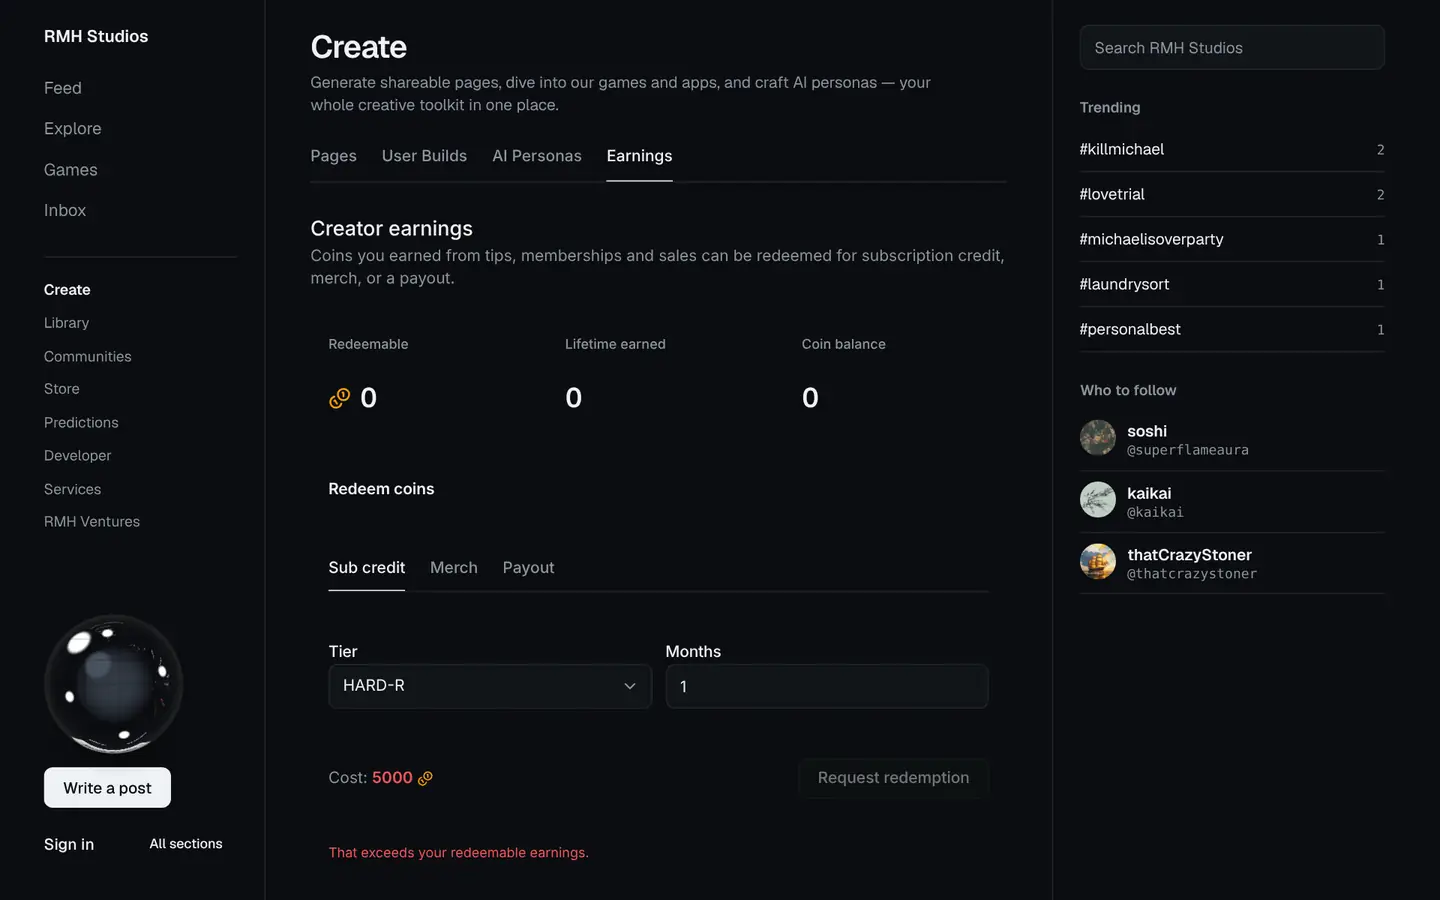 RMH Studios
Feed
Explore
Games
Inbox
Create
Library
Communities
Store
Predictions
Developer
Services
RMH Ventures
Write a post
Sign in
All sections
Create
Generate shareable pages, dive into our games and apps, and craft AI personas — your
whole creative toolkit in one place.
Pages
User Builds
AI Personas
Earnings
Creator earnings
Coins you earned from tips, memberships and sales can be redeemed for subscription credit,
merch, or a payout.
Redeemable
0
Lifetime earned
0
Coin balance
0
Redeem coins
Sub credit
Merch
Payout
Tier
HARD-R
Months
1
Cost: 5000
Request redemption
That exceeds your redeemable earnings.
Search RMH Studios
Trending
#killmichael 2
#lovetrial 2
#michaelisoverparty 1
#laundrysort 1
#personalbest 1
Who to follow
soshi
@superflameaura
kaikai
@kaikai
thatCrazyStoner
@thatcrazystoner